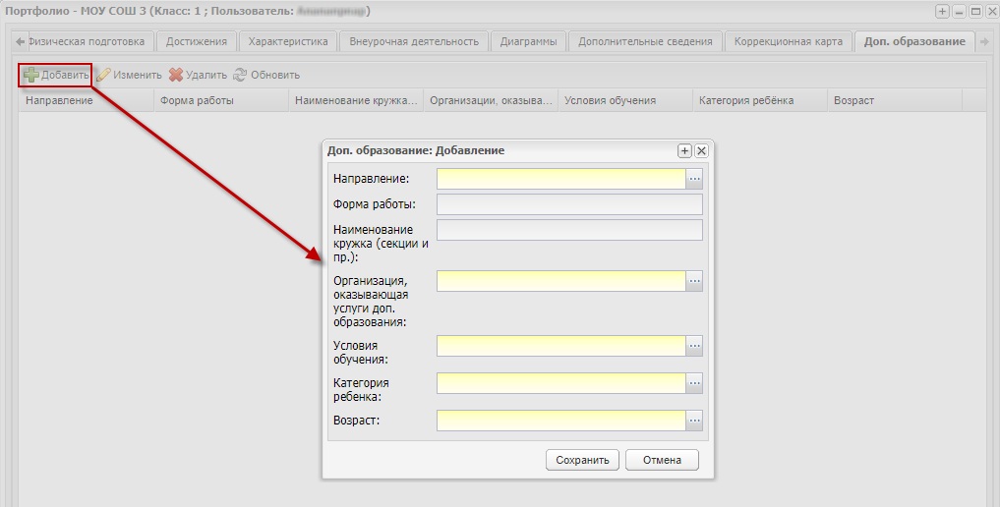 Портфолио - МОУ СОШ 3 (Класс: 1 ; Пользователь: )
Физическая подготовка Достижения Характеристика Внеурочная деятельность Диаграммы Дополнительные сведения Коррекционная карта Доп. образование
Добавить Изменить Удалить Обновить
Направление Форма работы Наименование кружка... Организации, оказыва... Условия обучения Категория ребёнка Возраст
Доп. образование: Добавление
Направление:
Форма работы:
Наименование
кружка (секции и
пр.):
Организация,
оказывающая
услуги доп.
образования:
Условия
обучения:
Категория
ребенка:
Возраст:
Сохранить Отмена